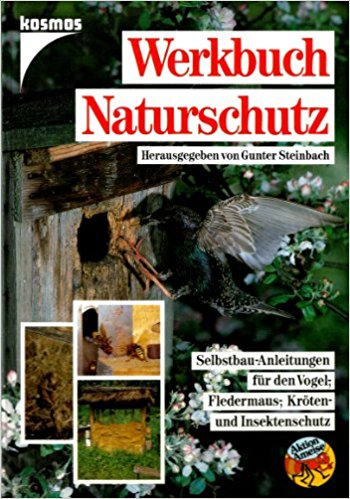 kosmos
Werkbuch
Naturschutz
Herausgegeben von Gunter Steinbach
Selbstbau-Anleitungen
für den Vogel-,
Fledermaus-, Kröten-
und Insektenschutz
Aktion
Ameise